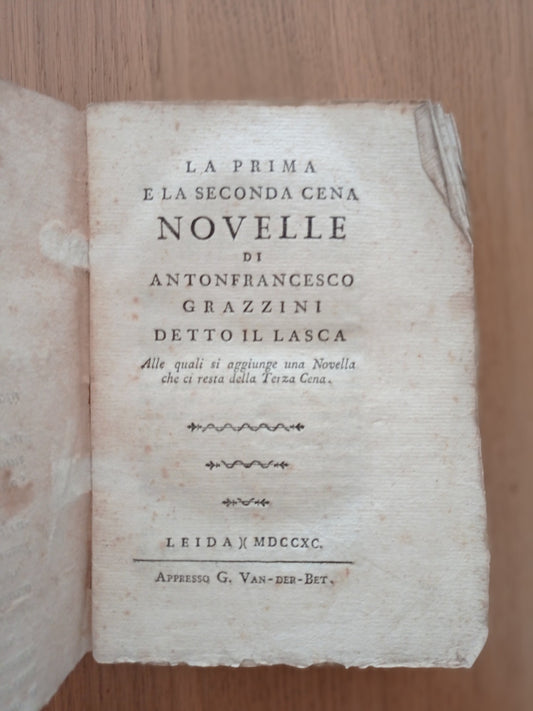 LA PRIMA
E LA SECONDA CENA
NOVELLE
DI
ANTONFRANCESCO
GRAZZINI
DETTO IL LASCA
Alle quali si aggiunge una Novella
che ci resta della Terza Cena.
LEIDA )( MDCCXC.
APPRESSO G. VAN-DER-BET.